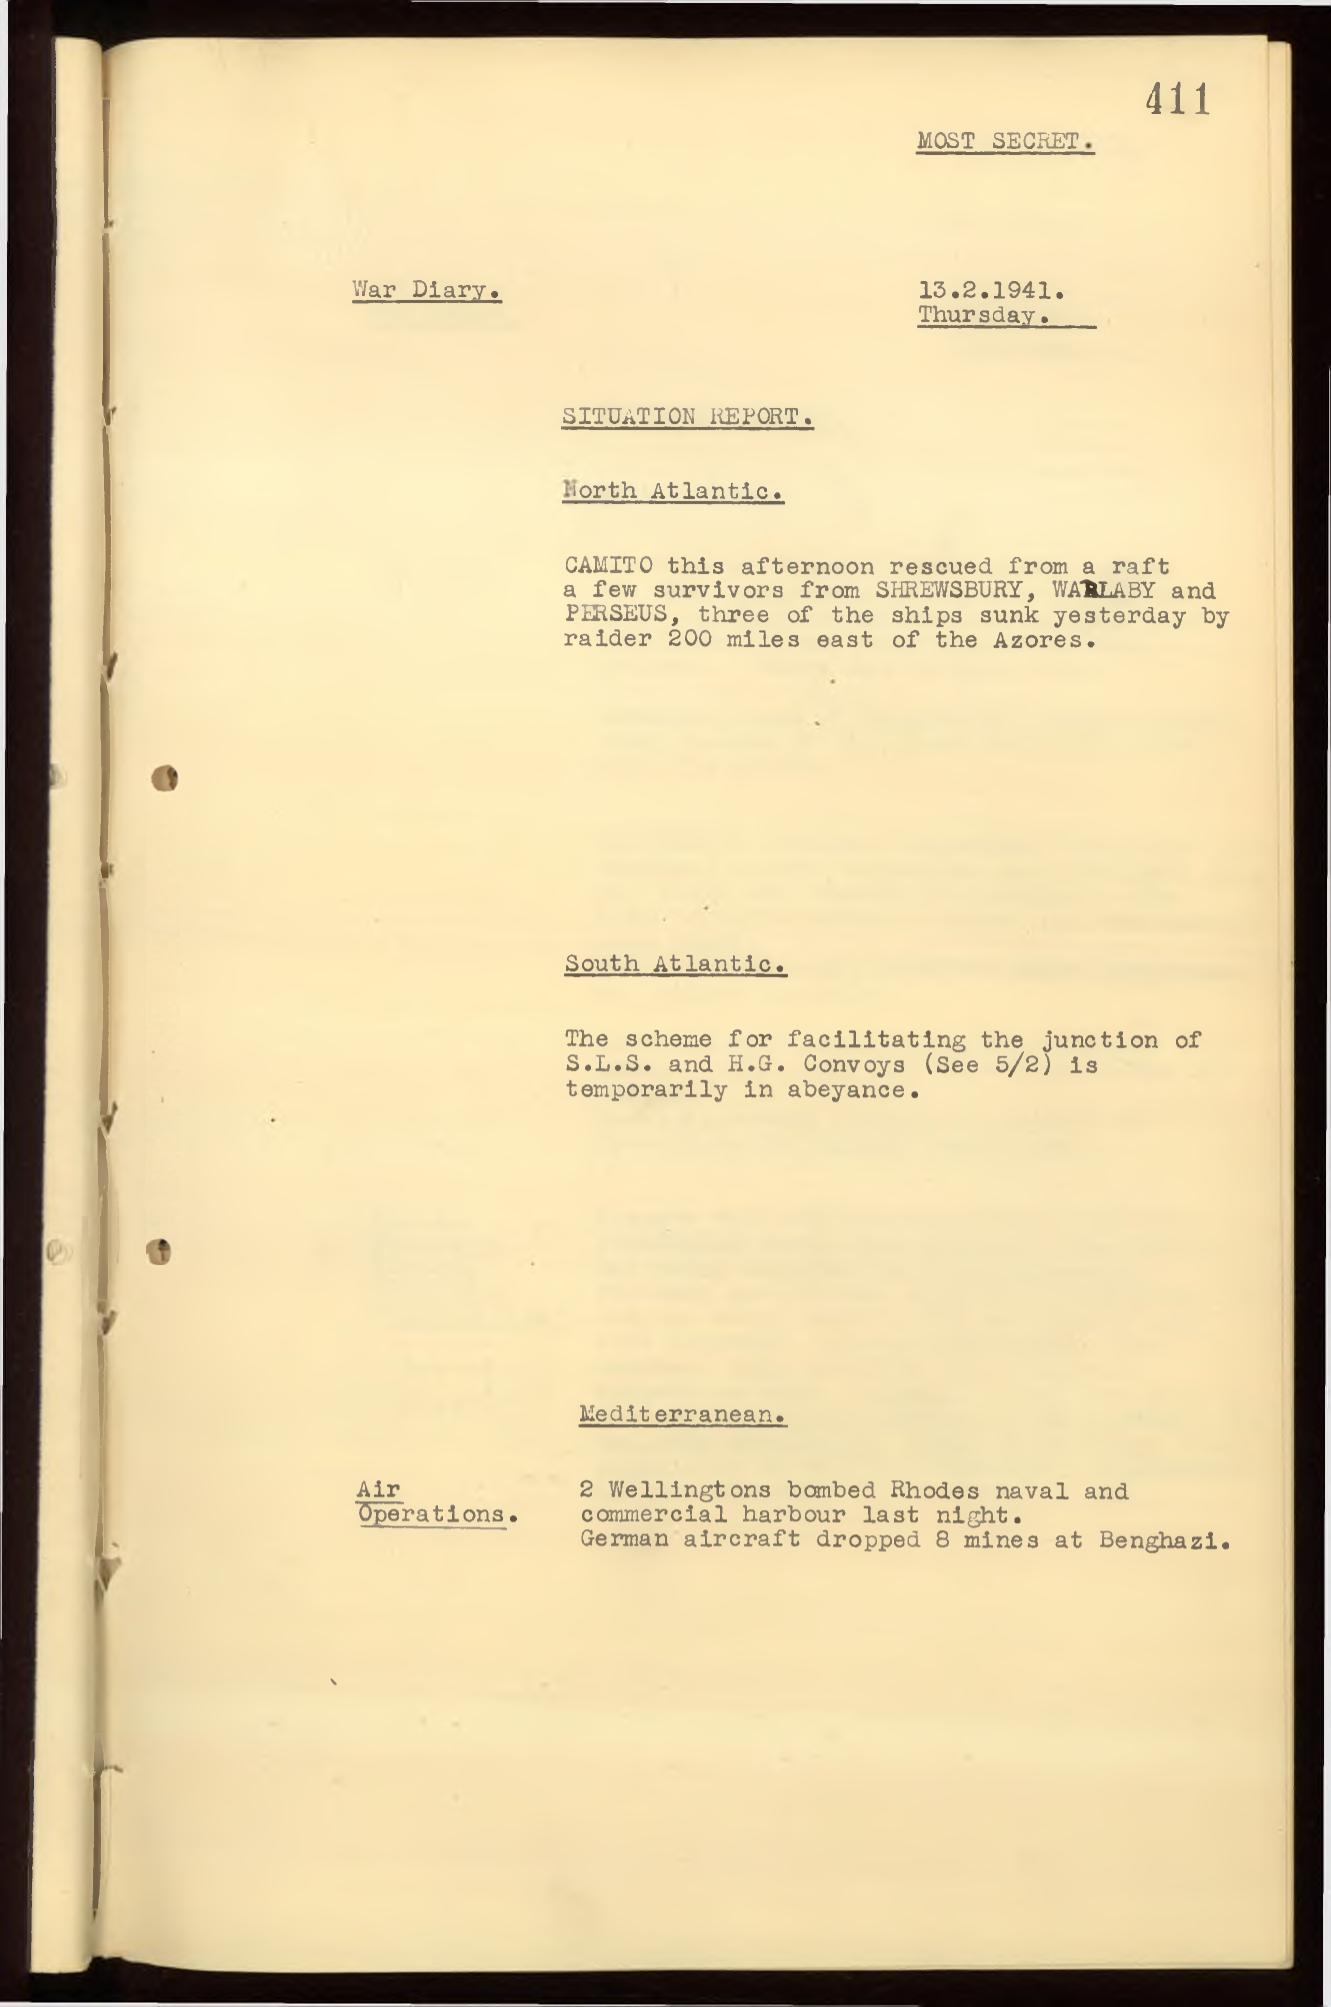 411
MOST SECRET.
War Diary.
13.2.1941.
Thursday.
SITUATION REPORT.
North Atlantic.
CAMITO this afternoon rescued from a raft
a few survivors from SHREWSBURY, WARLABY and
PERSEUS, three of the ships sunk yesterday by
raider 200 miles east of the Azores.
South Atlantic.
The scheme for facilitating the junction of
S.L.S. and H.G. Convoys (See 5/2) is
temporarily in abeyance.
Mediterranean.
Air
Operations.
2 Wellingtons bombed Rhodes naval and
commercial harbour last night.
German aircraft dropped 8 mines at Benghazi.